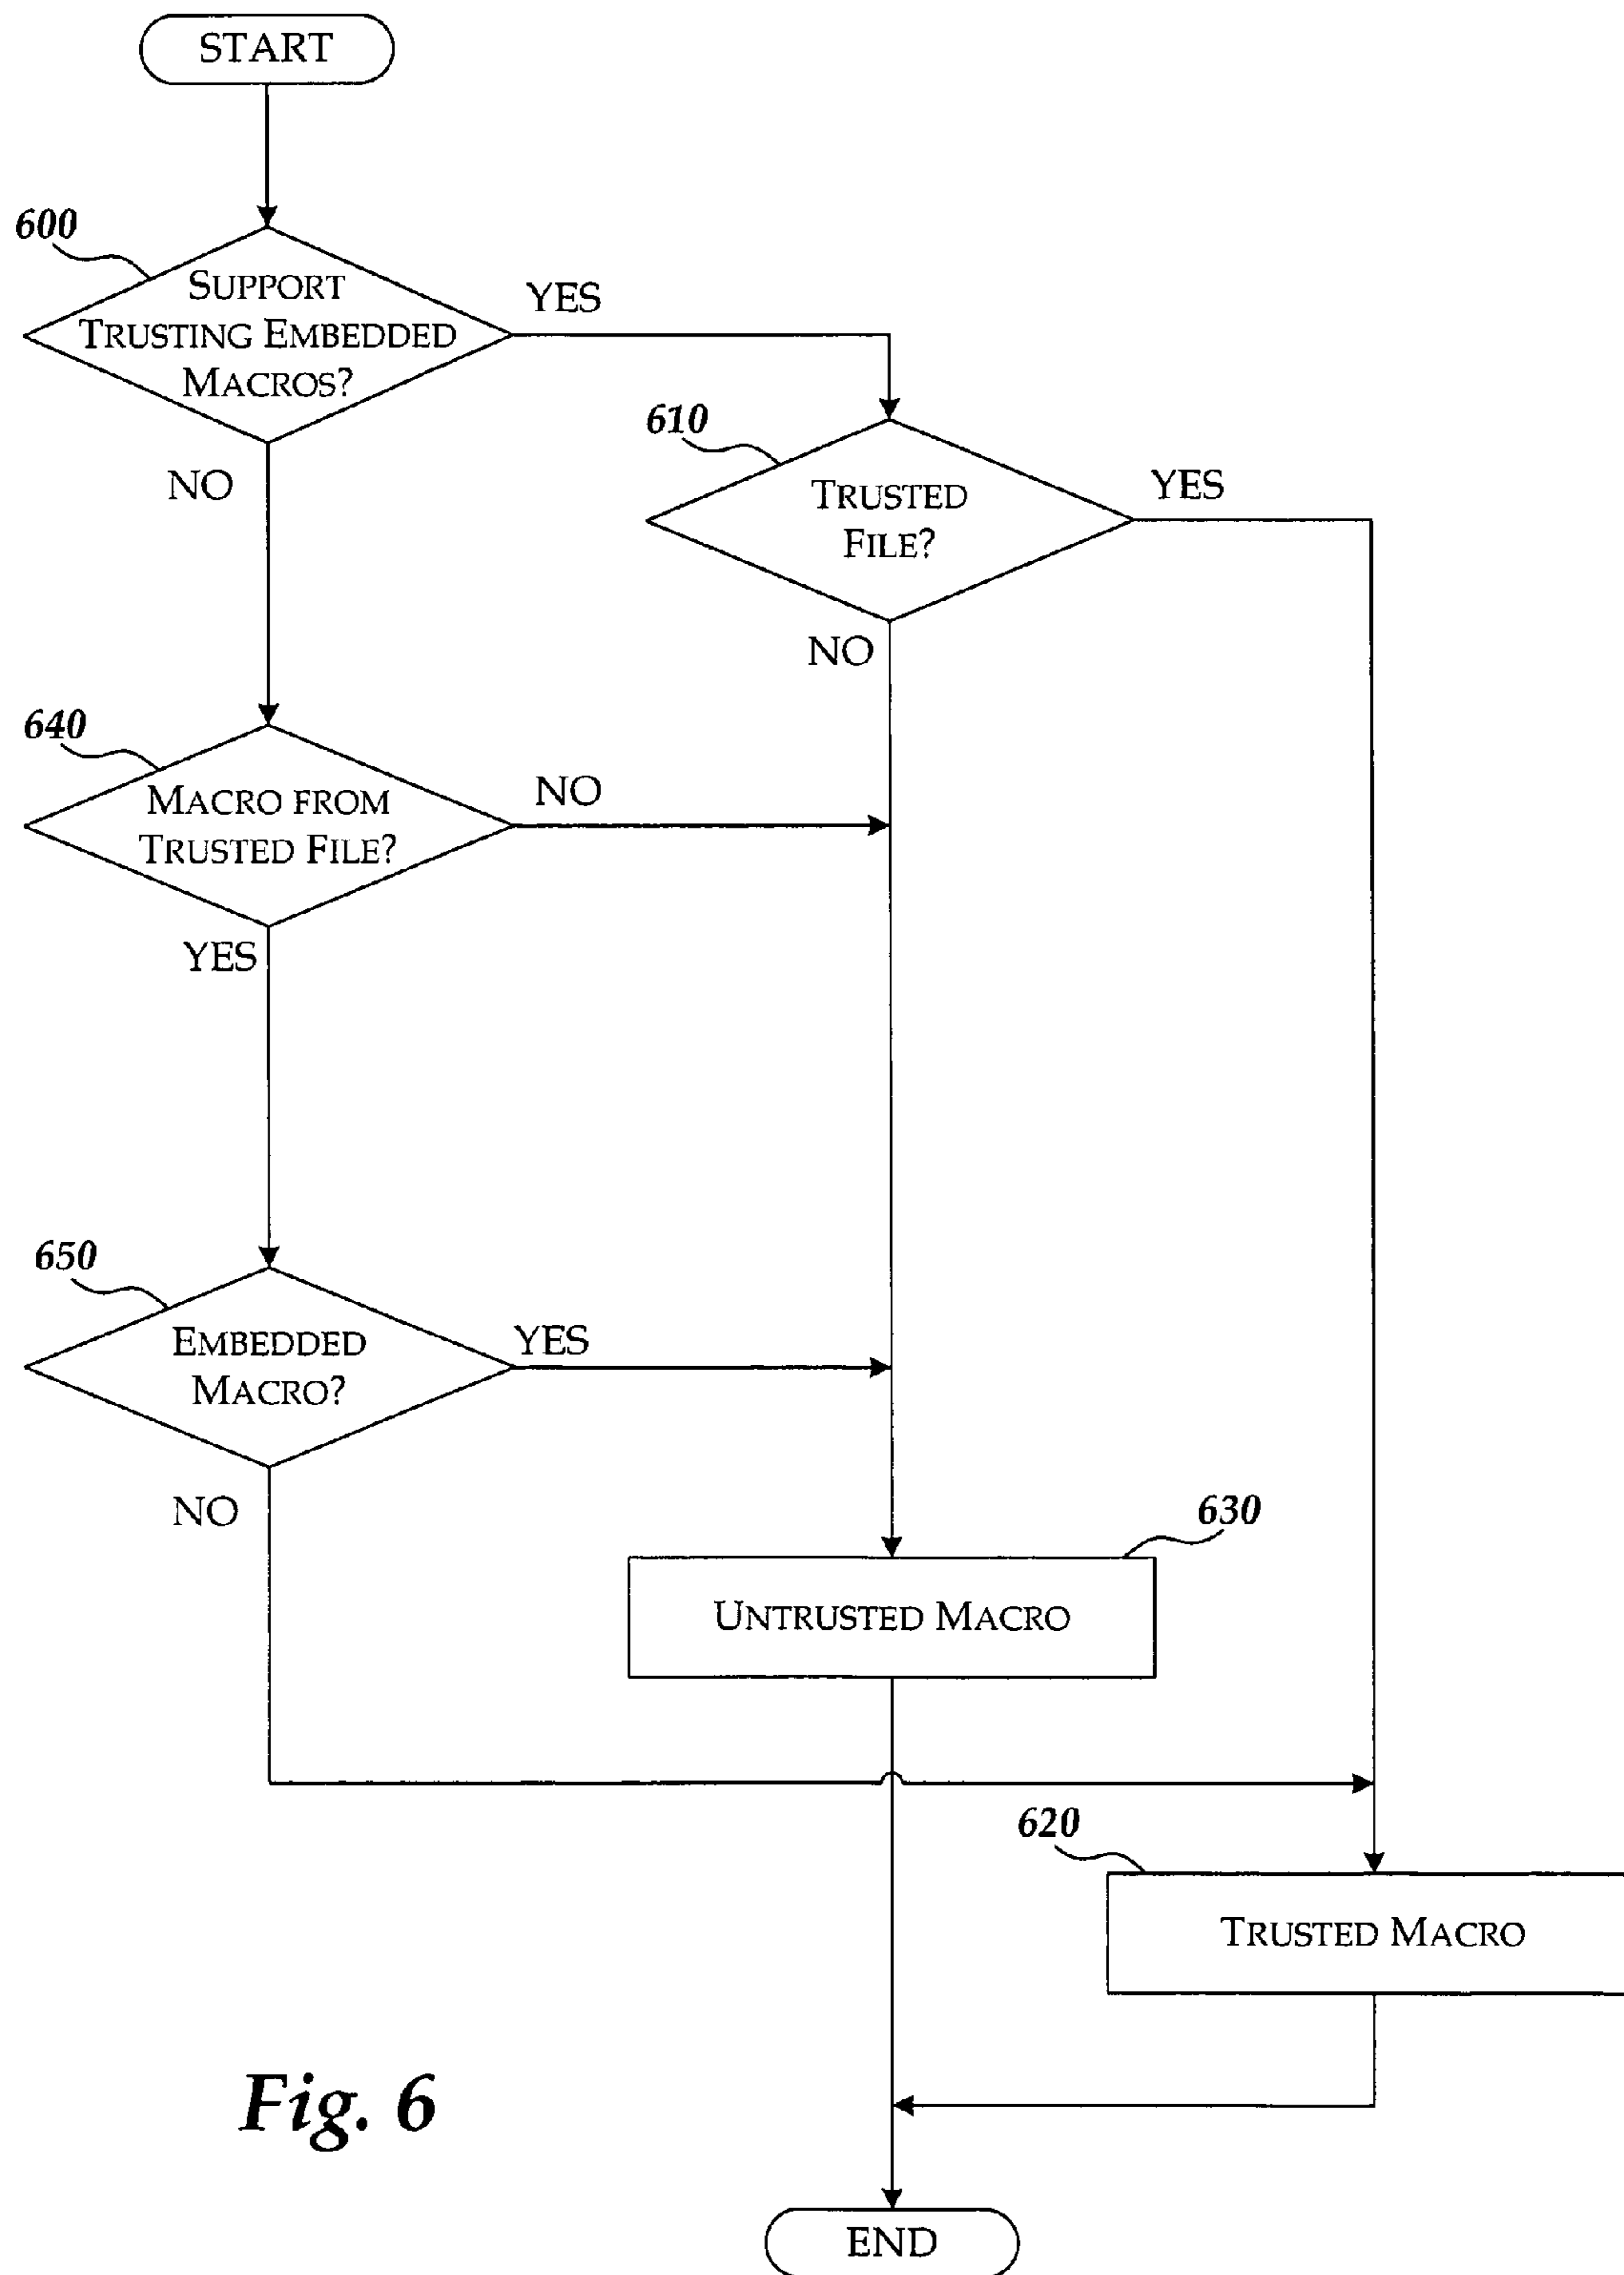 START
600
SUPPORT
TRUSTING EMBEDDED
MACROS?
YES
NO
610
TRUSTED
FILE?
YES
NO
640
MACRO FROM
TRUSTED FILE?
NO
YES
650
EMBEDDED
MACRO?
YES
NO
630
UNTRUSTED MACRO
620
TRUSTED MACRO
Fig. 6
END